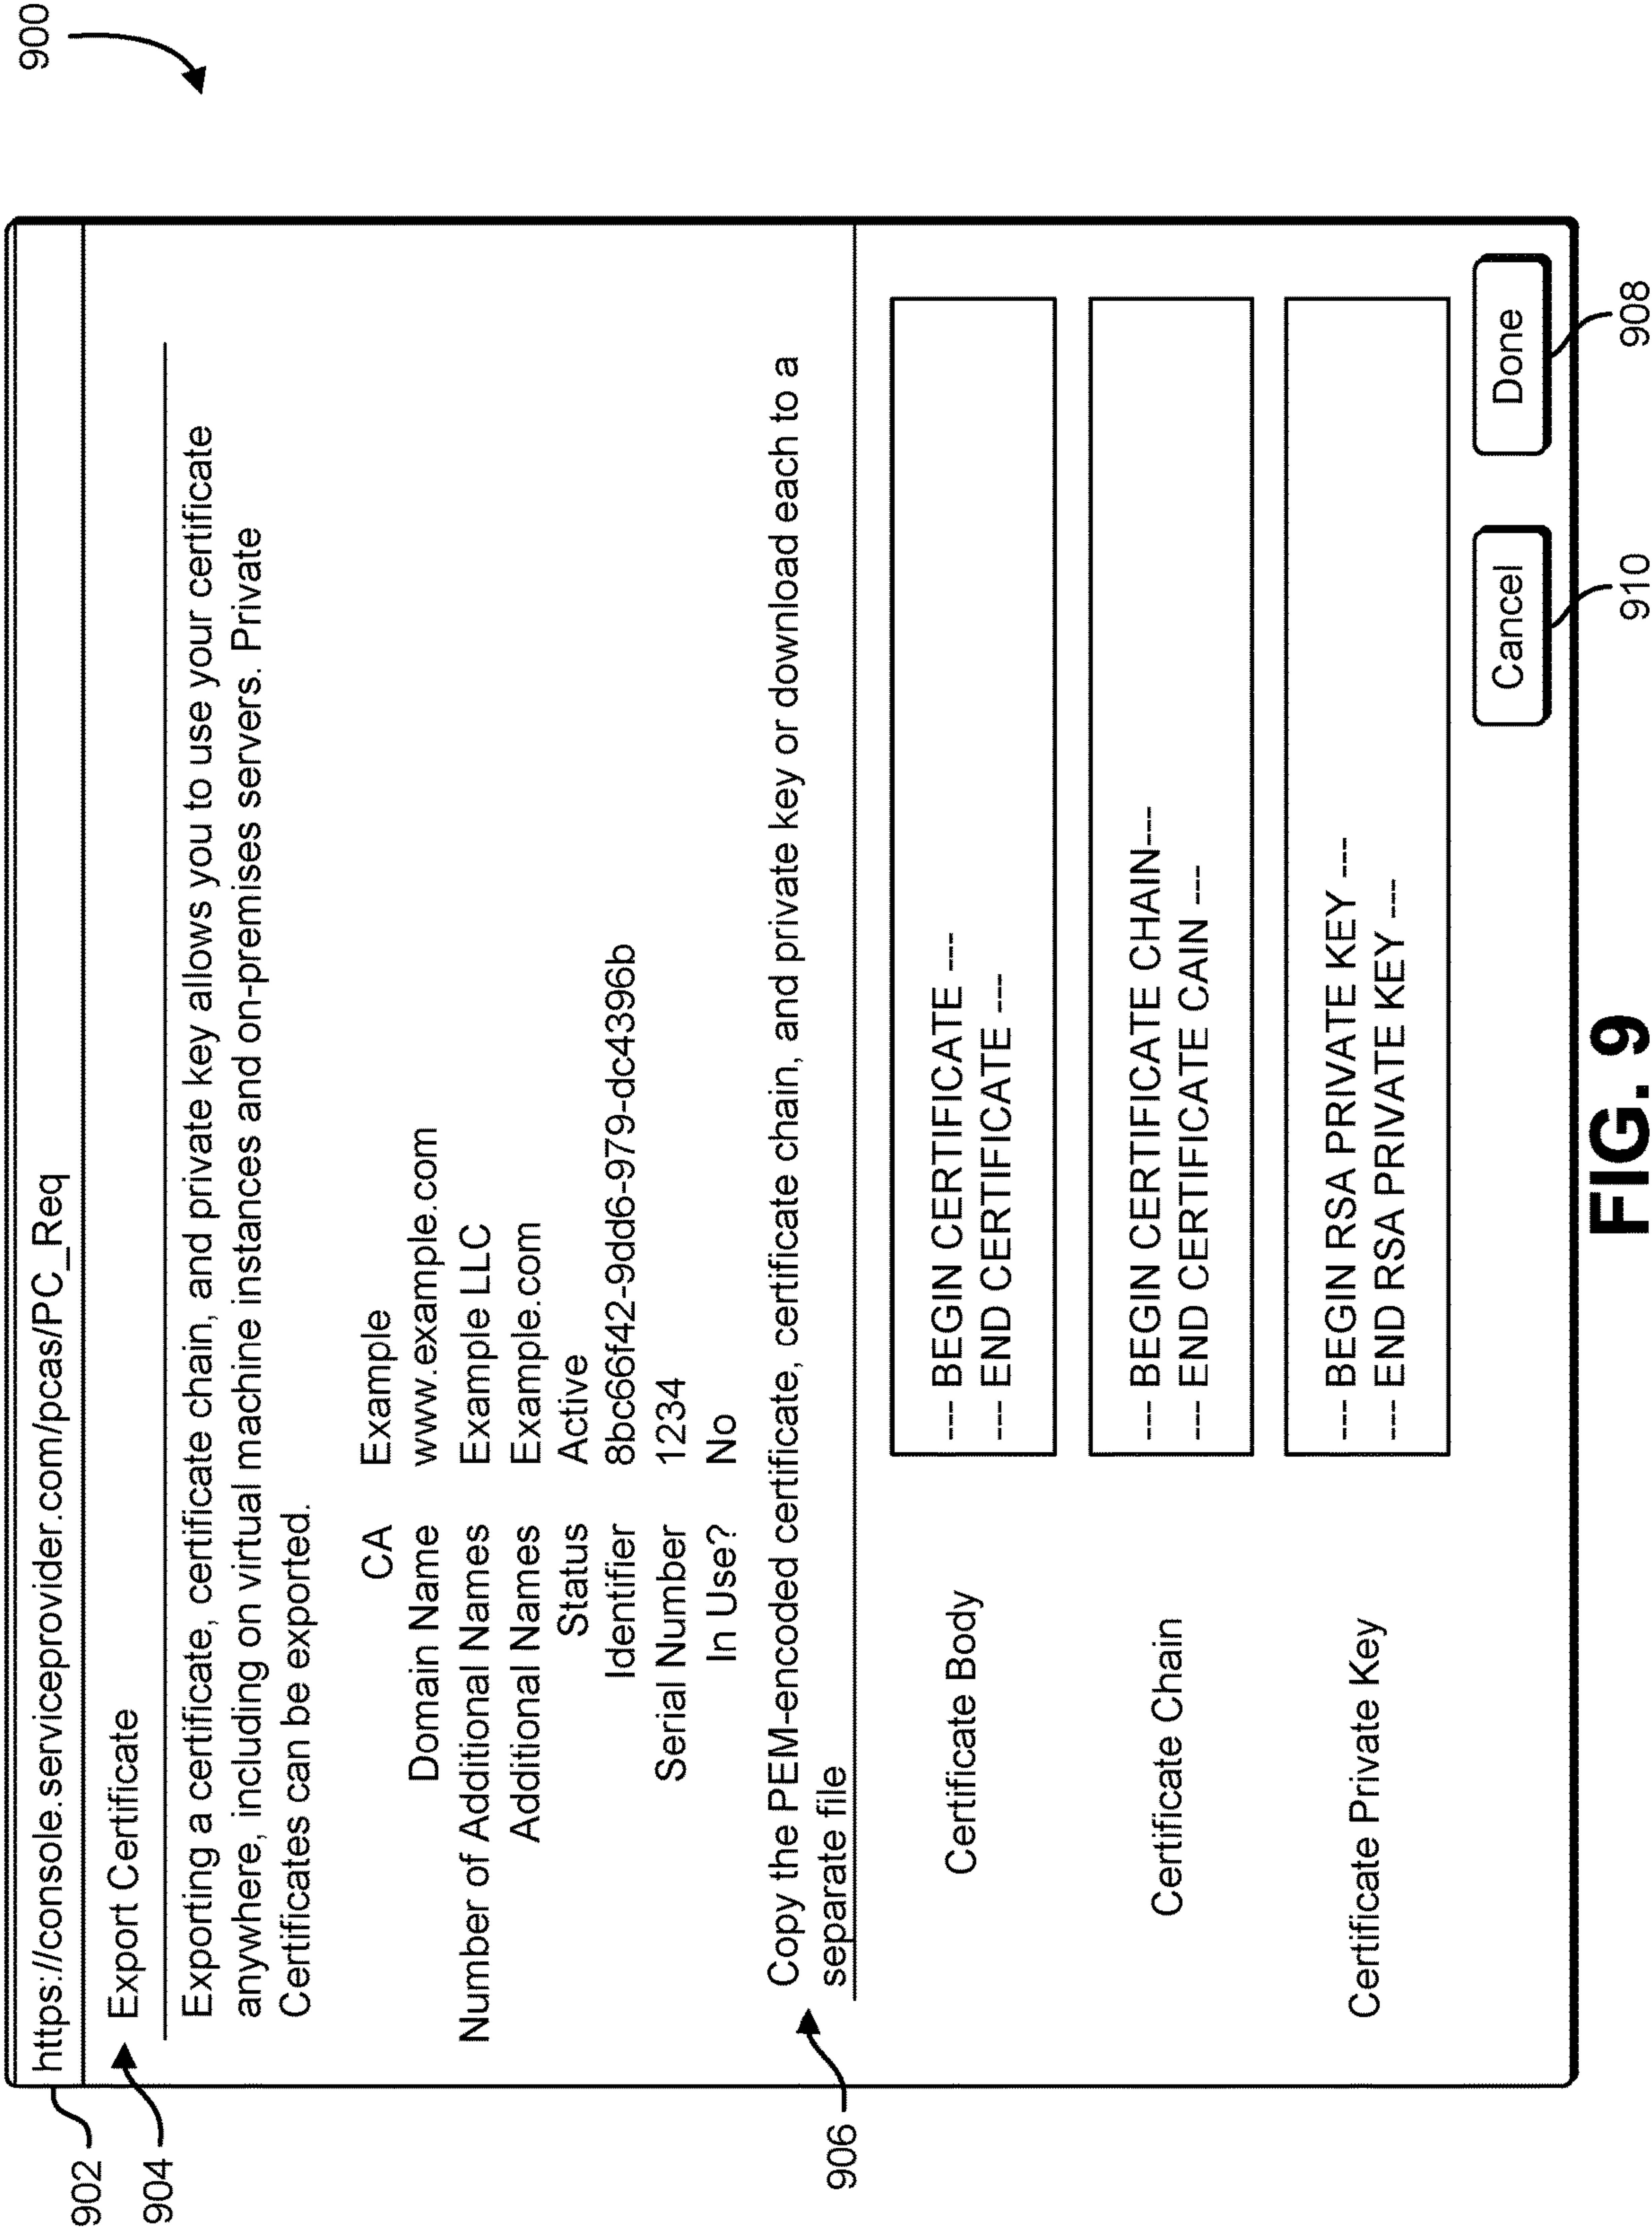 900
902
https://console.serviceprovider.com/pcas/PC_Req
904
Export Certificate
Exporting a certificate, certificate chain, and private key allows you to use your certificate
anywhere, including on virtual machine instances and on-premises servers. Private
Certificates can be exported.
CA Example
Domain Name www.example.com
Number of Additional Names Example LLC
Additional Names Example.com
Status Active
Identifier 8bc66f42-9dd6-979-dc4396b
Serial Number 1234
In Use? No
906
Copy the PEM-encoded certificate, certificate chain, and private key or download each to a
separate file
Certificate Body
--- BEGIN CERTIFICATE ---
--- END CERTIFICATE ---
Certificate Chain
--- BEGIN CERTIFICATE CHAIN---
--- END CERTIFICATE CAIN ---
Certificate Private Key
--- BEGIN RSA PRIVATE KEY ---
--- END RSA PRIVATE KEY ---
Cancel Done
910 908
FIG. 9